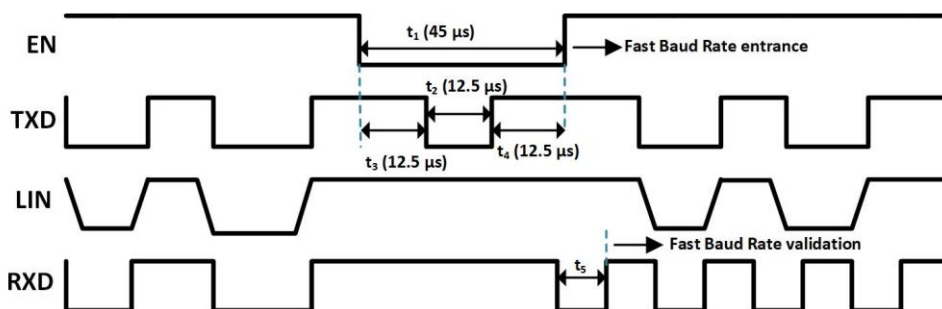 EN
t₁ (45 µs)
Fast Baud Rate entrance
t₂ (12.5 µs)
TXD
t₃ (12.5 µs)
t₄ (12.5 µs)
LIN
Fast Baud Rate validation
t₅
RXD